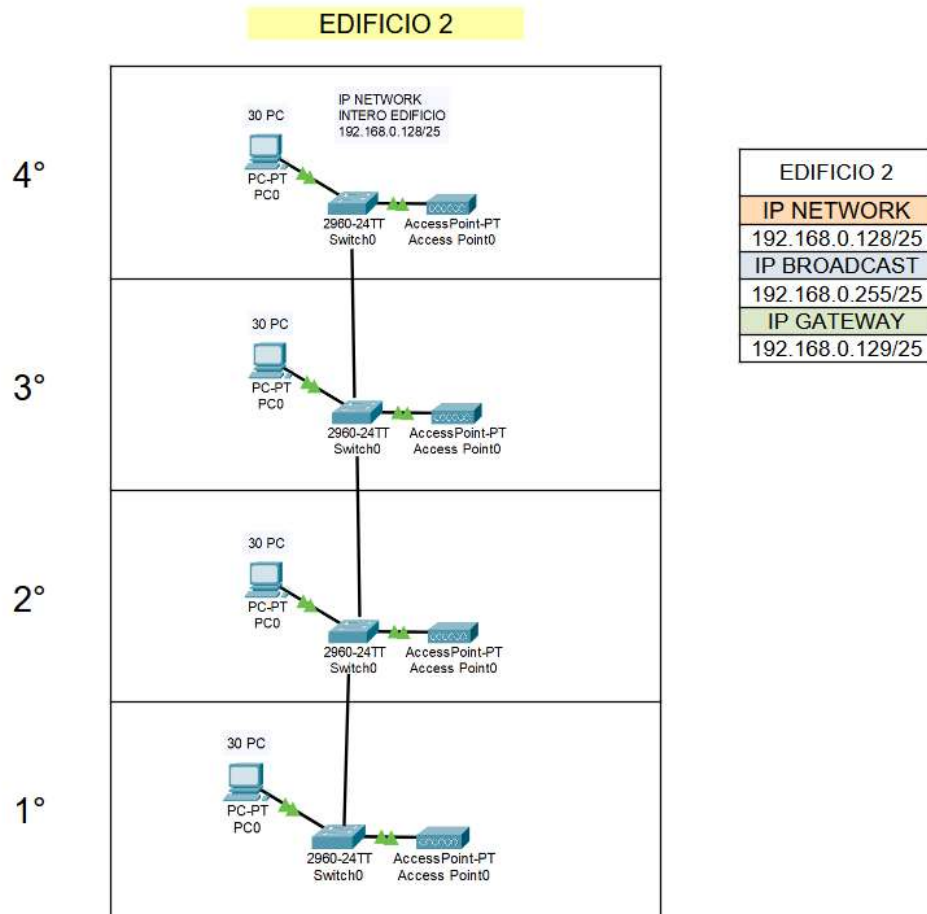 EDIFICIO 2
4°
30 PC
IP NETWORK
INTERO EDIFICIO
192.168.0.128/25
PC-PT
PC0
2960-24TT
Switch0
AccessPoint-PT
Access Point0
3°
30 PC
PC-PT
PC0
2960-24TT
Switch0
AccessPoint-PT
Access Point0
2°
30 PC
PC-PT
PC0
2960-24TT
Switch0
AccessPoint-PT
Access Point0
1°
30 PC
PC-PT
PC0
2960-24TT
Switch0
AccessPoint-PT
Access Point0
EDIFICIO 2
IP NETWORK
192.168.0.128/25
IP BROADCAST
192.168.0.255/25
IP GATEWAY
192.168.0.129/25